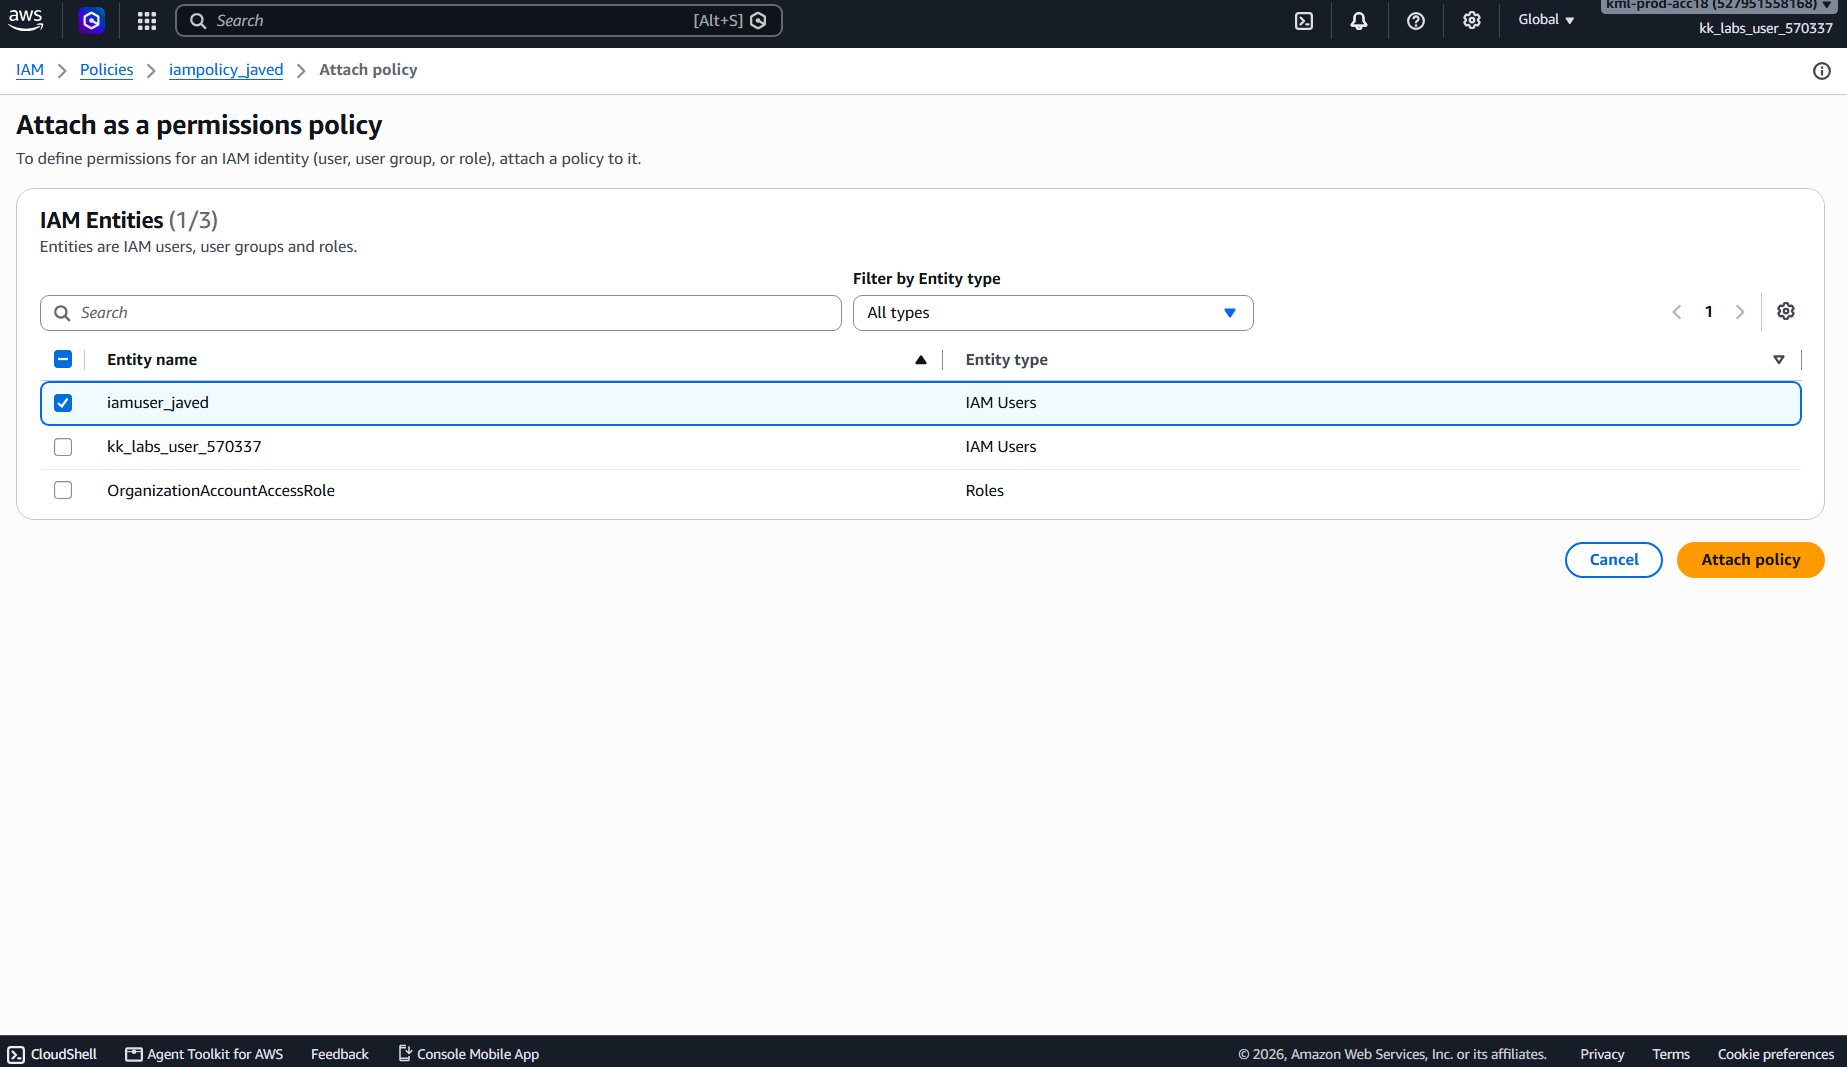 aws
Search [Alt+S]
Global
kml-prod-acc18 (527951558168)
kk_labs_user_570337
IAM > Policies > iampolicy_javed > Attach policy
Attach as a permissions policy
To define permissions for an IAM identity (user, user group, or role), attach a policy to it.
IAM Entities (1/3)
Entities are IAM users, user groups and roles.
Filter by Entity type
Search
All types
1
Entity name Entity type
iamuser_javed IAM Users
kk_labs_user_570337 IAM Users
OrganizationAccountAccessRole Roles
Cancel Attach policy
CloudShell Agent Toolkit for AWS Feedback Console Mobile App © 2026, Amazon Web Services, Inc. or its affiliates. Privacy Terms Cookie preferences